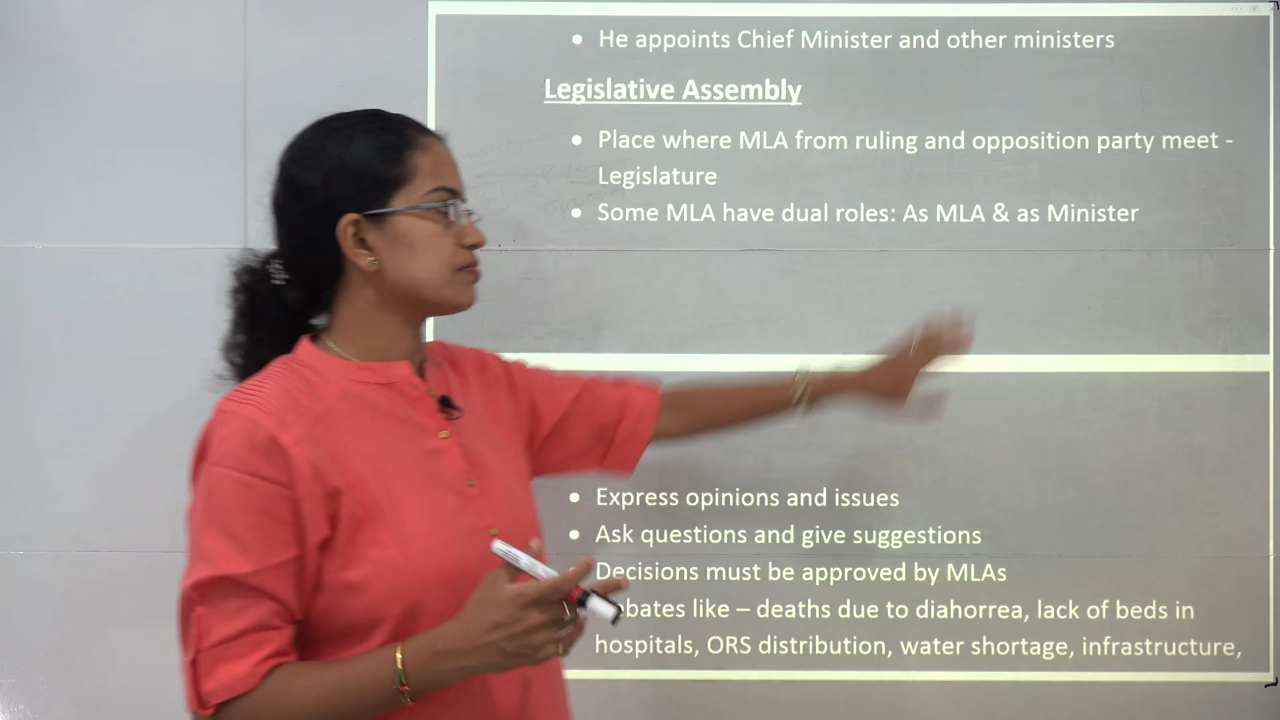 • He appoints Chief Minister and other ministers
Legislative Assembly
• Place where MLA from ruling and opposition party meet -
Legislature
• Some MLA have dual roles: As MLA & as Minister
• Express opinions and issues
• Ask questions and give suggestions
Decisions must be approved by MLAs
bates like – deaths due to diahorrea, lack of beds in
hospitals, ORS distribution, water shortage, infrastructure,